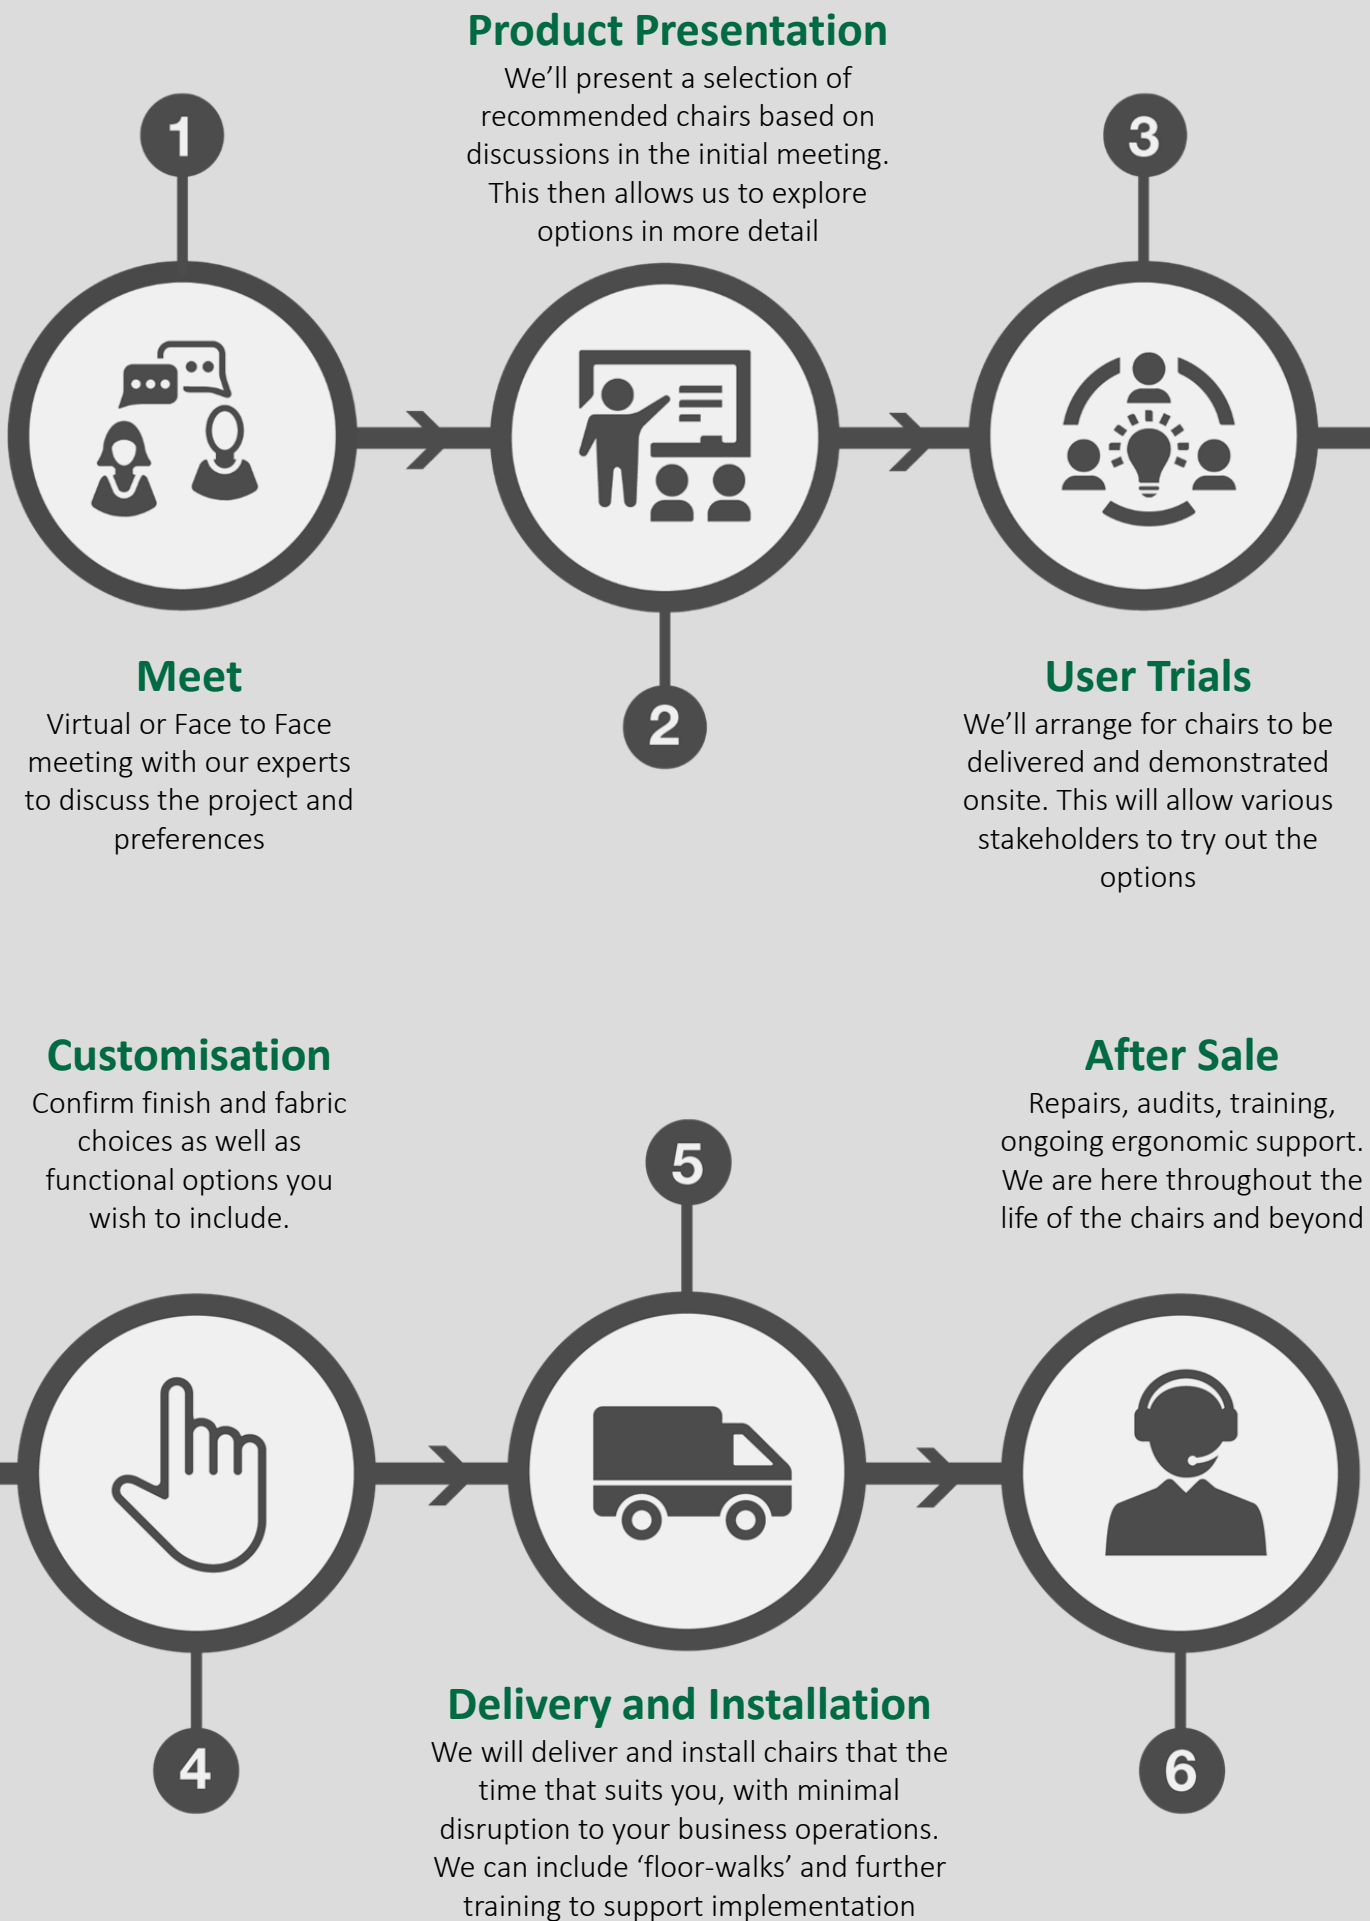 1
Meet
Virtual or Face to Face
meeting with our experts
to discuss the project and
preferences
Product Presentation
We’ll present a selection of
recommended chairs based on
discussions in the initial meeting.
This then allows us to explore
options in more detail
2
3
User Trials
We’ll arrange for chairs to be
delivered and demonstrated
onsite. This will allow various
stakeholders to try out the
options
Customisation
Confirm finish and fabric
choices as well as
functional options you
wish to include.
4
5
Delivery and Installation
We will deliver and install chairs that the
time that suits you, with minimal
disruption to your business operations.
We can include ‘floor-walks’ and further
training to support implementation
After Sale
Repairs, audits, training,
ongoing ergonomic support.
We are here throughout the
life of the chairs and beyond
6